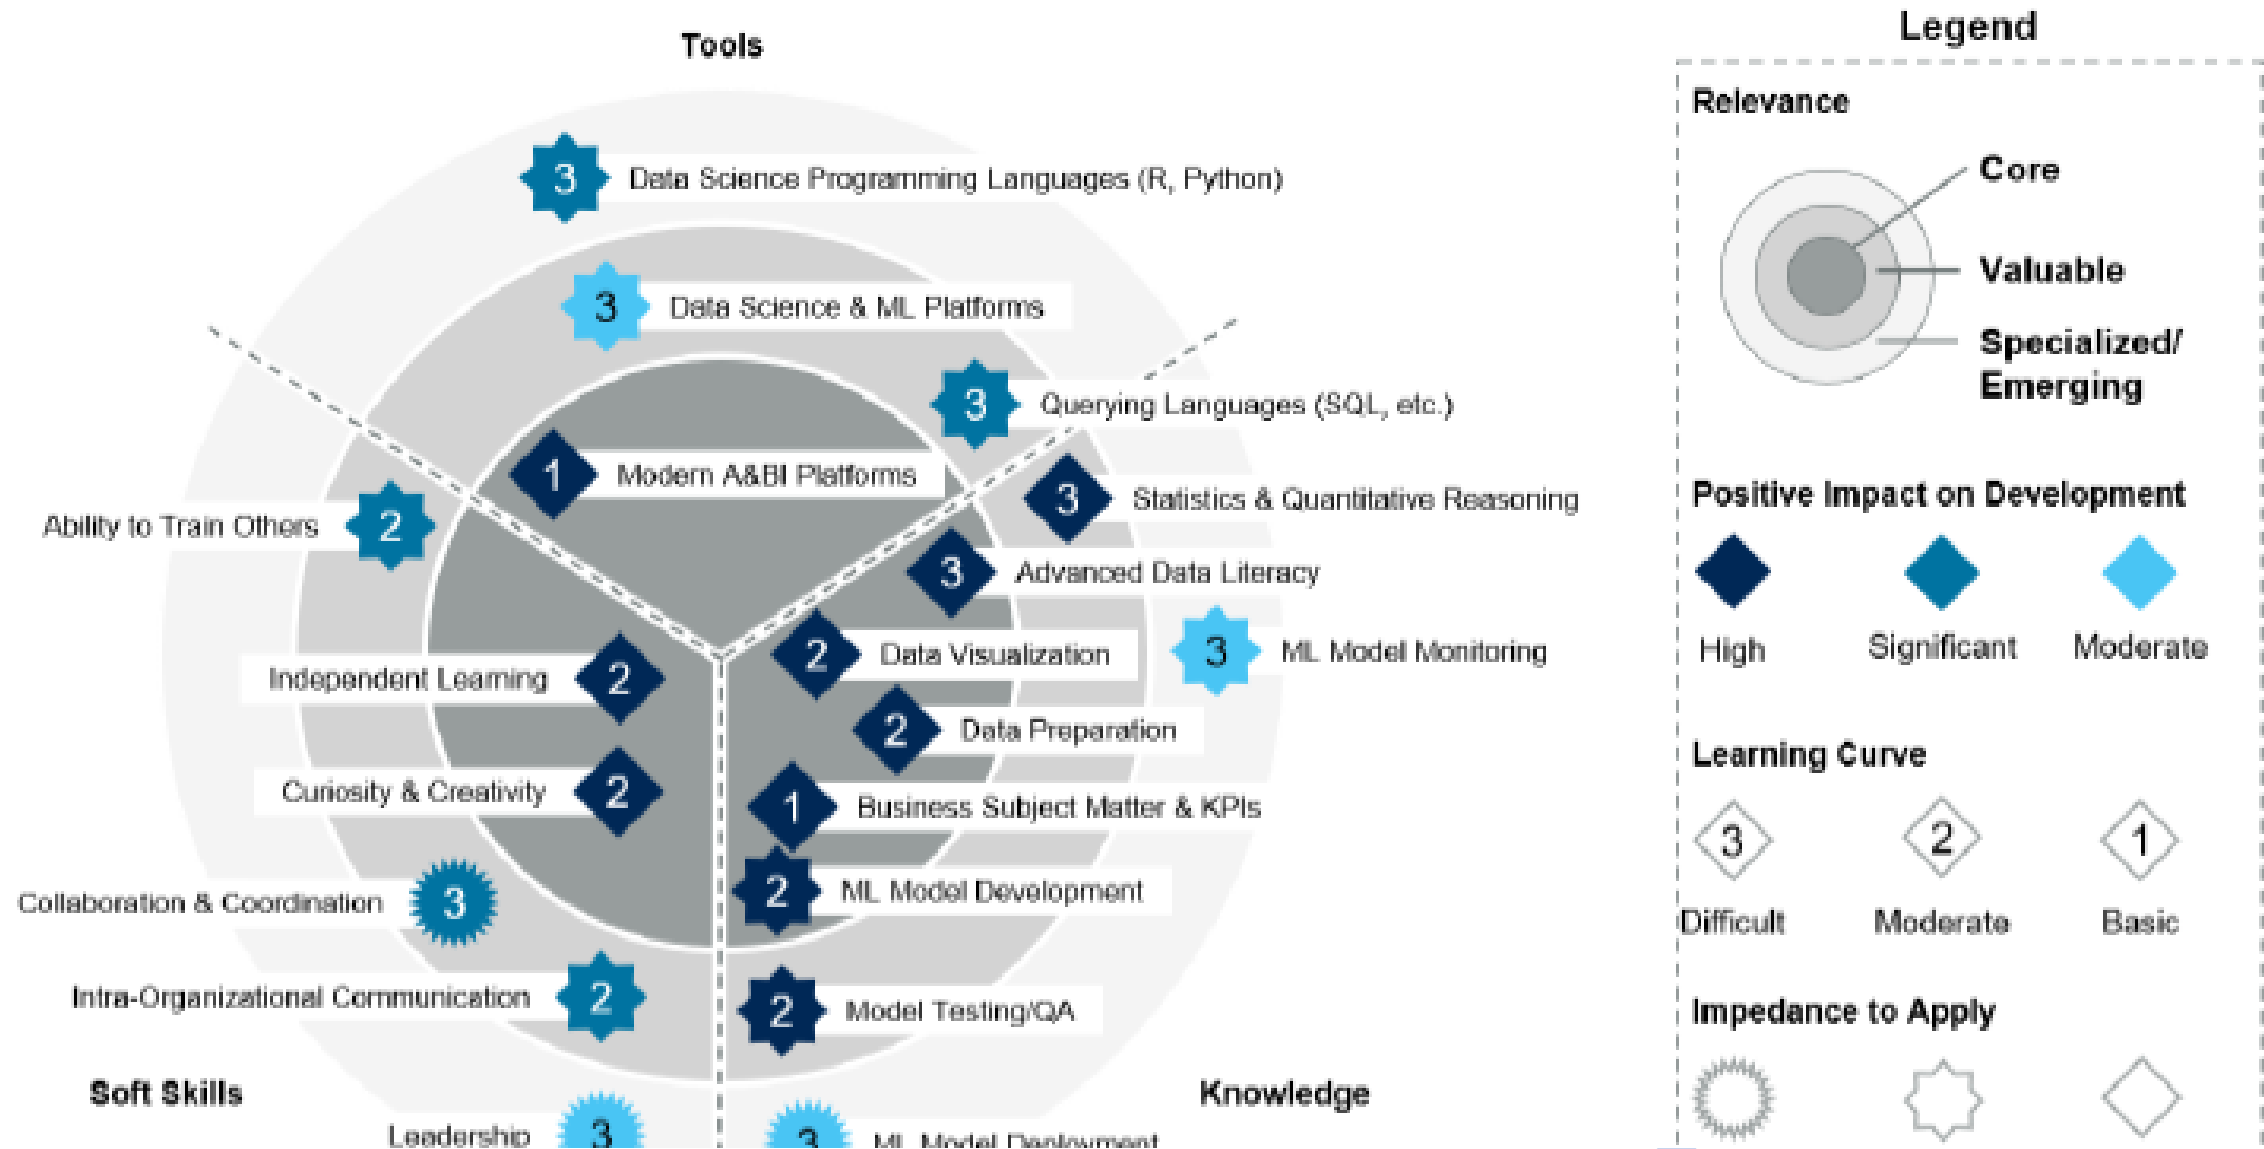 Tools
3 Data Science Programming Languages (R, Python)
3 Data Science & ML Platforms
3 Querying Languages (SQL, etc.)
1 Modern A&BI Platforms
3 Statistics & Quantitative Reasoning
Ability to Train Others 2
3 Advanced Data Literacy
2 Data Visualization
3 ML Model Monitoring
Independent Learning 2
2 Data Preparation
Curiosity & Creativity 2
1 Business Subject Matter & KPIs
2 ML Model Development
Collaboration & Coordination 3
Intra-Organizational Communication 2
2 Model Testing/QA
Soft Skills
Knowledge
Leadership 3
3 ML Model Deployment
Legend
Relevance
Core
Valuable
Specialized/
Emerging
Positive Impact on Development
High Significant Moderate
Learning Curve
3 2 1
Difficult Moderate Basic
Impedance to Apply